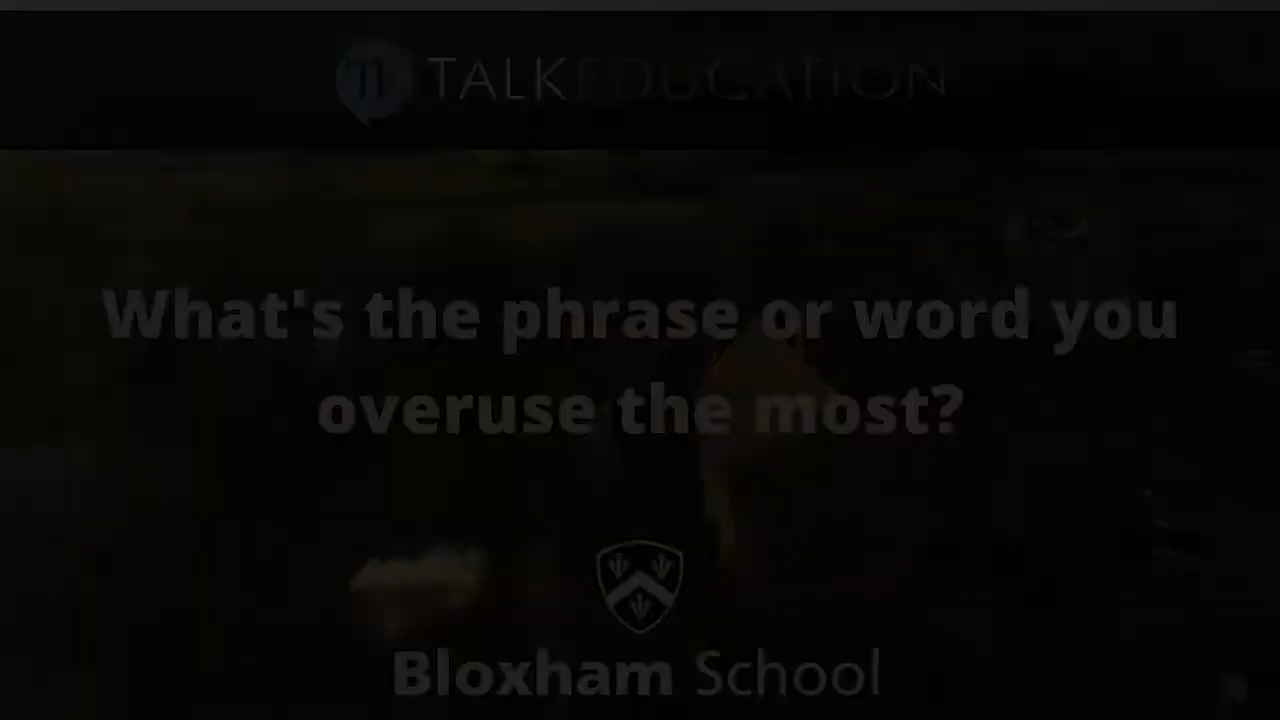 TALKEDUCATION
What's the phrase or word you
overuse the most?
Bloxham School